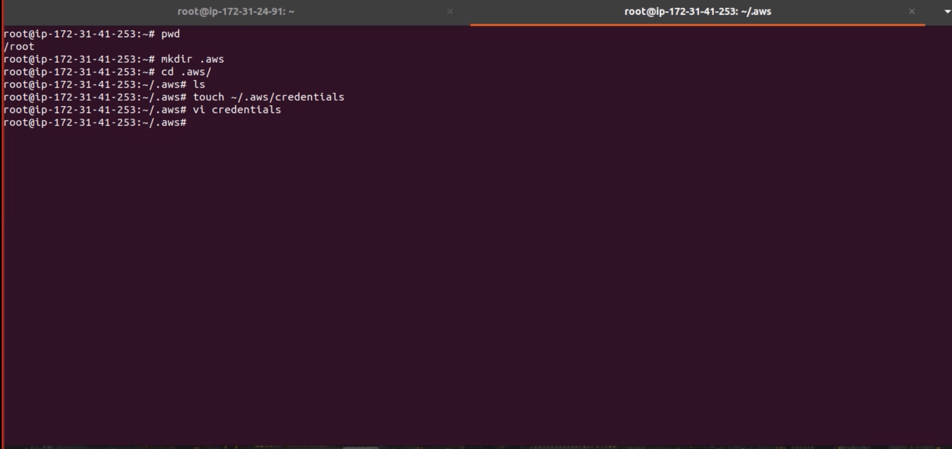 root@ip-172-31-24-91: ~ × root@ip-172-31-41-253: ~/.aws ×
root@ip-172-31-41-253:~# pwd
/root
root@ip-172-31-41-253:~# mkdir .aws
root@ip-172-31-41-253:~# cd .aws/
root@ip-172-31-41-253:~/.aws# ls
root@ip-172-31-41-253:~/.aws# touch ~/.aws/credentials
root@ip-172-31-41-253:~/.aws# vi credentials
root@ip-172-31-41-253:~/.aws#